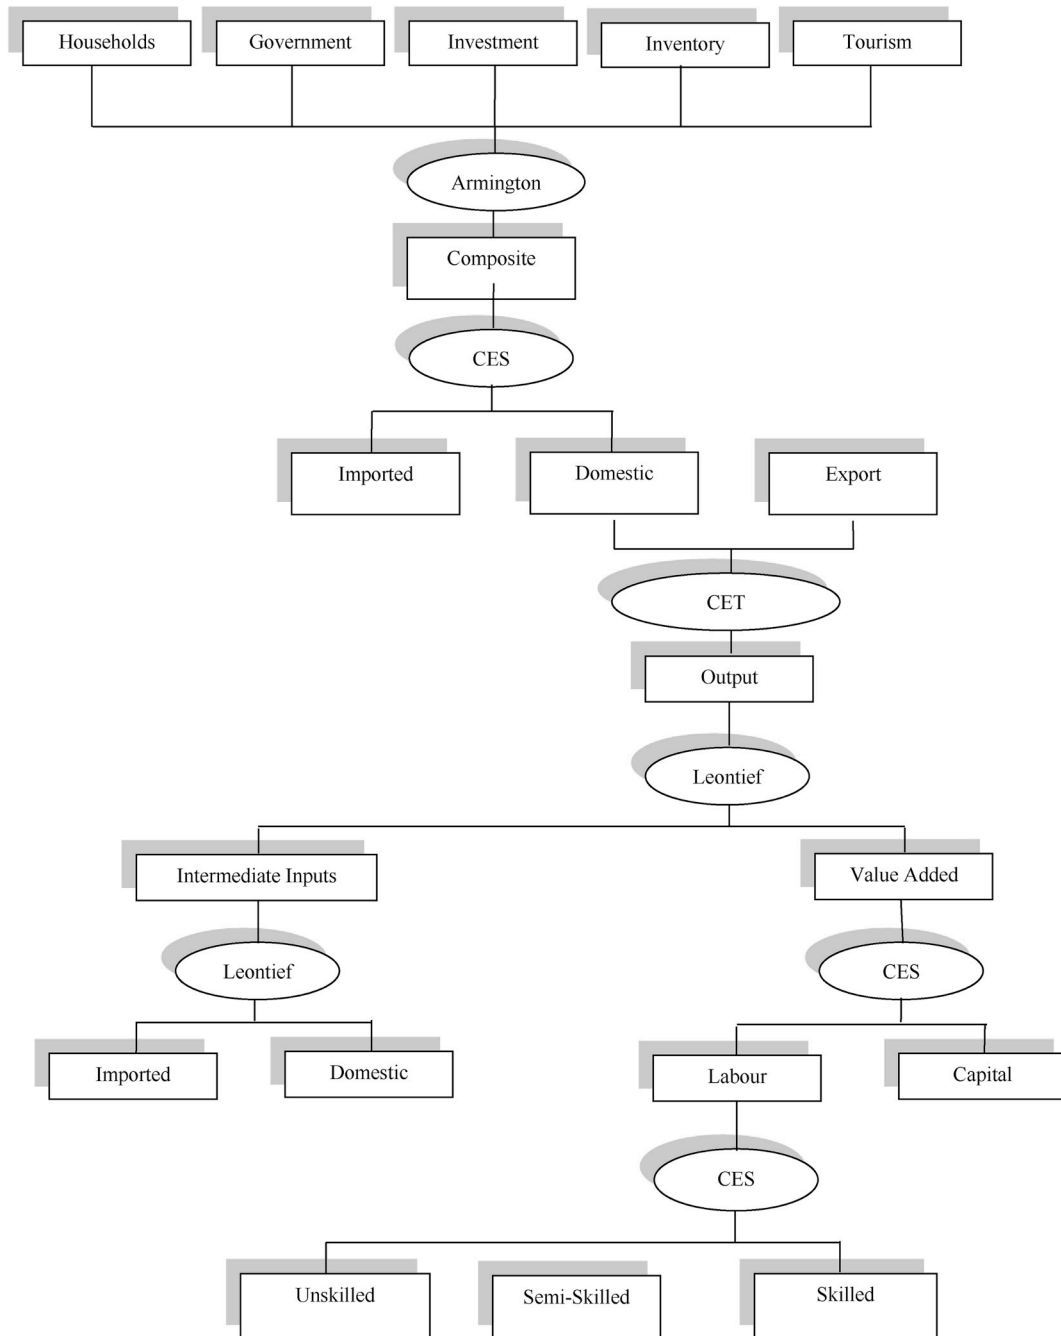 Households
Government
Investment
Inventory
Tourism
Armington
Composite
CES
Imported
Domestic
Export
CET
Output
Leontief
Intermediate Inputs
Value Added
Leontief
CES
Imported
Domestic
Labour
Capital
CES
Unskilled
Semi-Skilled
Skilled